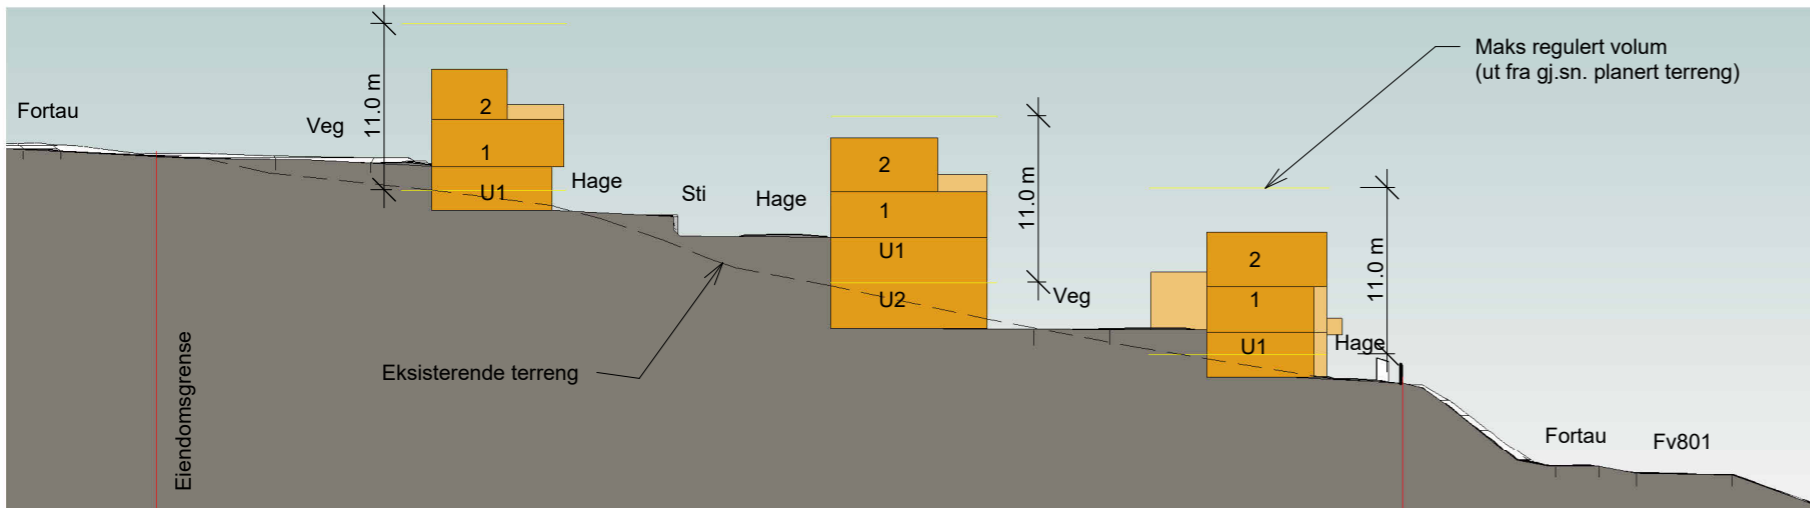 Fortau
Veg
11.0 m
2
1
U1
Hage
Sti
Hage
2
1
U1
U2
11.0 m
Veg
Maks regulert volum
(ut fra gj.sn. planert terreng)
2
1
U1
11.0 m
Hage
Eksisterende terreng
Eiendomsgrense
Fortau
Fv801